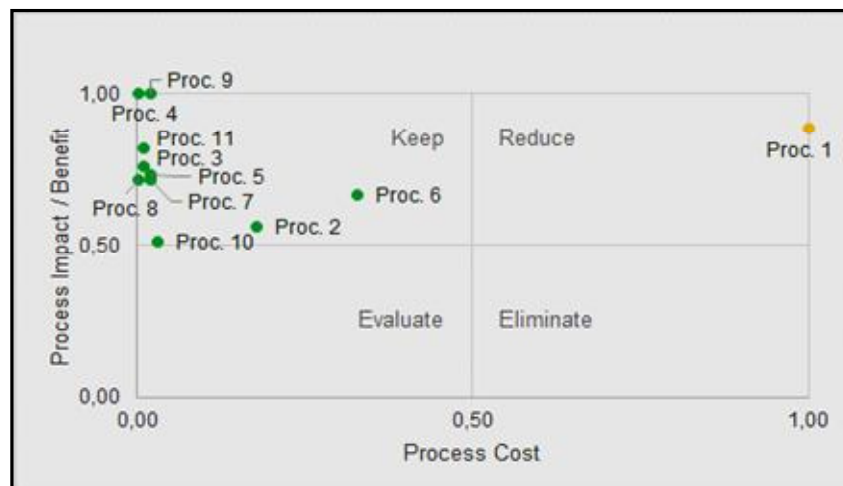 Process Impact / Benefit
1,00
0,50
0,00
Proc. 9
Proc. 4
Proc. 11
Proc. 3
Proc. 5
Proc. 8
Proc. 7
Proc. 6
Proc. 2
Proc. 10
Keep
Reduce
Proc. 1
Evaluate
Eliminate
0,00
0,50
1,00
Process Cost